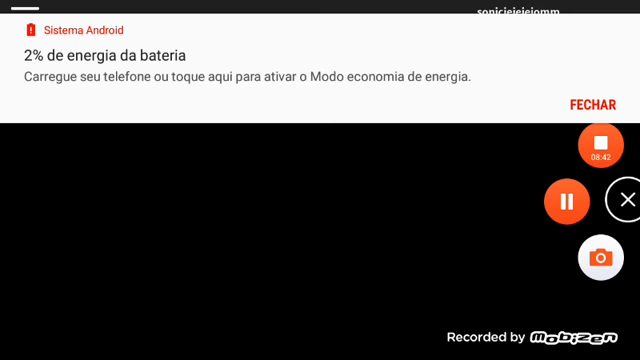 Sistema Android
2% de energia da bateria
Carregue seu telefone ou toque aqui para ativar o Modo economia de energia.
FECHAR
08:42
Recorded by Mobizen